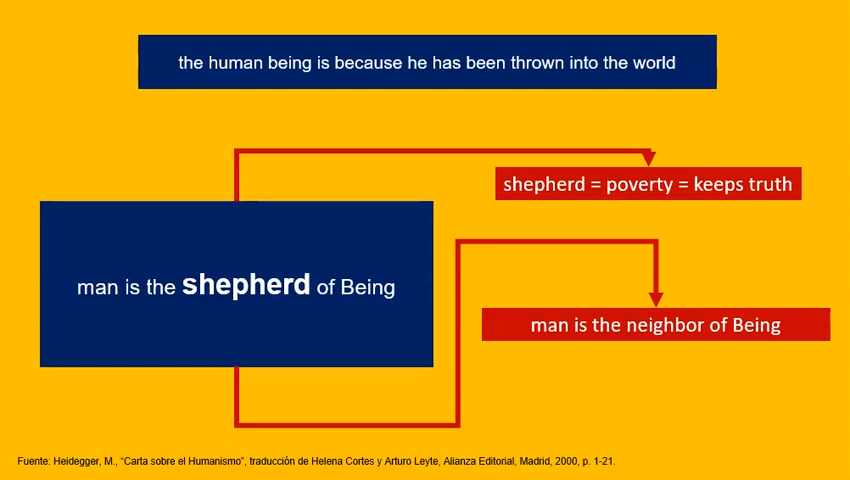 the human being is because he has been thrown into the world
shepherd = poverty = keeps truth
man is the shepherd of Being
man is the neighbor of Being
Fuente: Heidegger, M., “Carta sobre el Humanismo”, traducción de Helena Cortes y Arturo Leyte, Alianza Editorial, Madrid, 2000, p. 1-21.